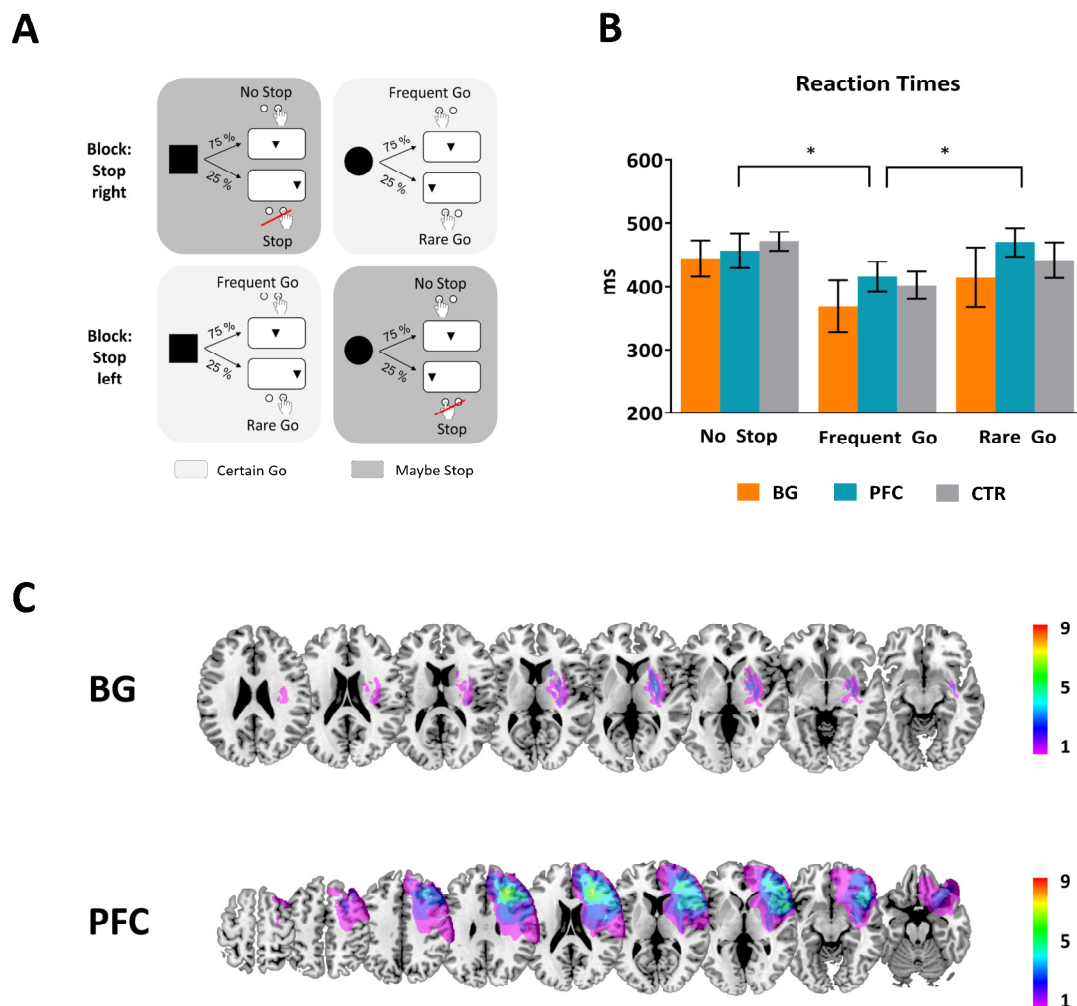 A
No Stop
75 %
25 %
Stop
Frequent Go
75 %
25 %
Rare Go
Block:
Stop
right
Frequent Go
75 %
25 %
Rare Go
No Stop
75 %
25 %
Stop
Block:
Stop
left
Certain Go
Maybe Stop
B
Reaction Times
* *
600
500
400
300
200
ms
No Stop Frequent Go Rare Go
BG PFC CTR
C
BG
9
5
1
PFC
9
5
1